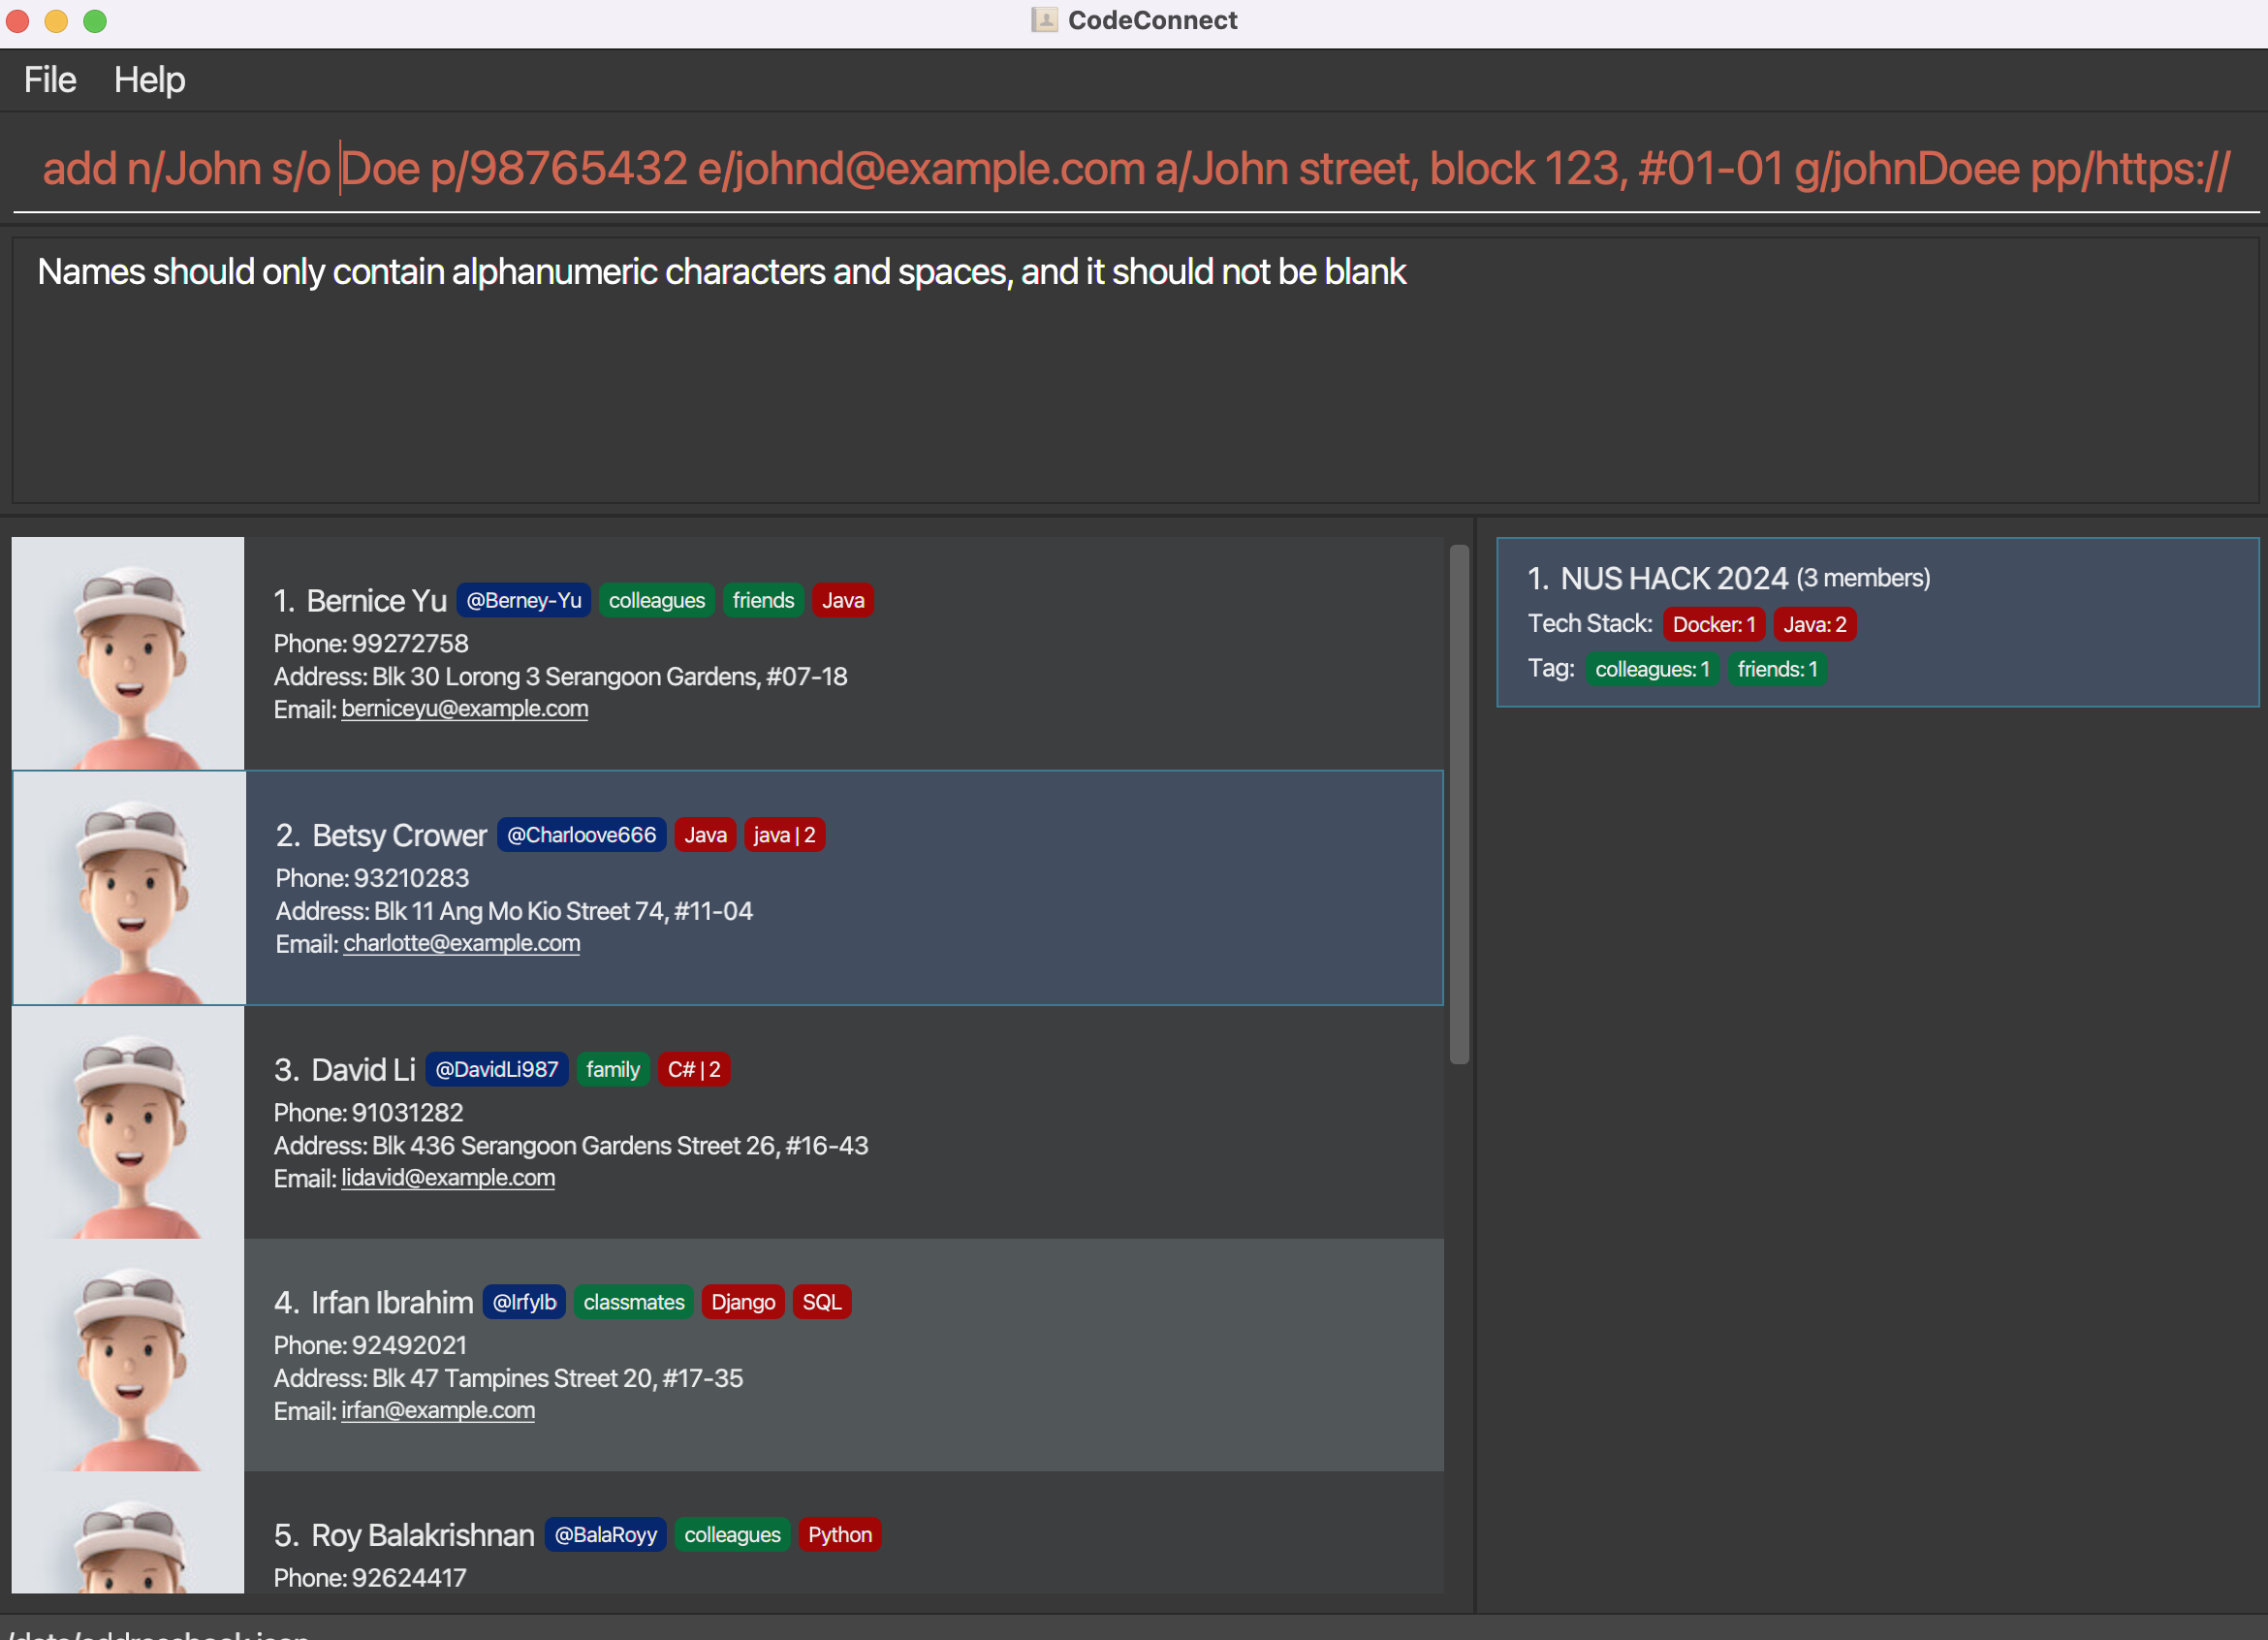 CodeConnect
File Help
add n/John s/o Doe p/98765432 e/johnd@example.com a/John street, block 123, #01-01 g/johnDoee pp/https://
Names should only contain alphanumeric characters and spaces, and it should not be blank
1. Bernice Yu @Berney-Yu colleagues friends Java
Phone: 99272758
Address: Blk 30 Lorong 3 Serangoon Gardens, #07-18
Email: berniceyu@example.com
2. Betsy Crower @Charloove666 Java java | 2
Phone: 93210283
Address: Blk 11 Ang Mo Kio Street 74, #11-04
Email: charlotte@example.com
3. David Li @DavidLi987 family C# | 2
Phone: 91031282
Address: Blk 436 Serangoon Gardens Street 26, #16-43
Email: lidavid@example.com
4. Irfan Ibrahim @IrfyIb classmates Django SQL
Phone: 92492021
Address: Blk 47 Tampines Street 20, #17-35
Email: irfan@example.com
5. Roy Balakrishnan @BalaRoyy colleagues Python
Phone: 92624417
1. NUS HACK 2024 (3 members)
Tech Stack: Docker: 1 Java: 2
Tag: colleagues: 1 friends: 1